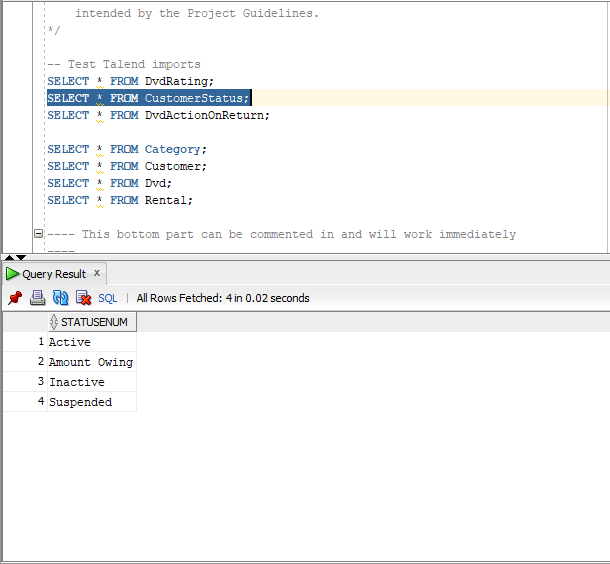 intended by the Project Guidelines.
*/
-- Test Talend imports
SELECT * FROM DvdRating;
SELECT * FROM CustomerStatus;
SELECT * FROM DvdActionOnReturn;
SELECT * FROM Category;
SELECT * FROM Customer;
SELECT * FROM Dvd;
SELECT * FROM Rental;
---- This bottom part can be commented in and will work immediately
----
Query Result x
SQL | All Rows Fetched: 4 in 0.02 seconds
STATUSENUM
1 Active
2 Amount Owing
3 Inactive
4 Suspended